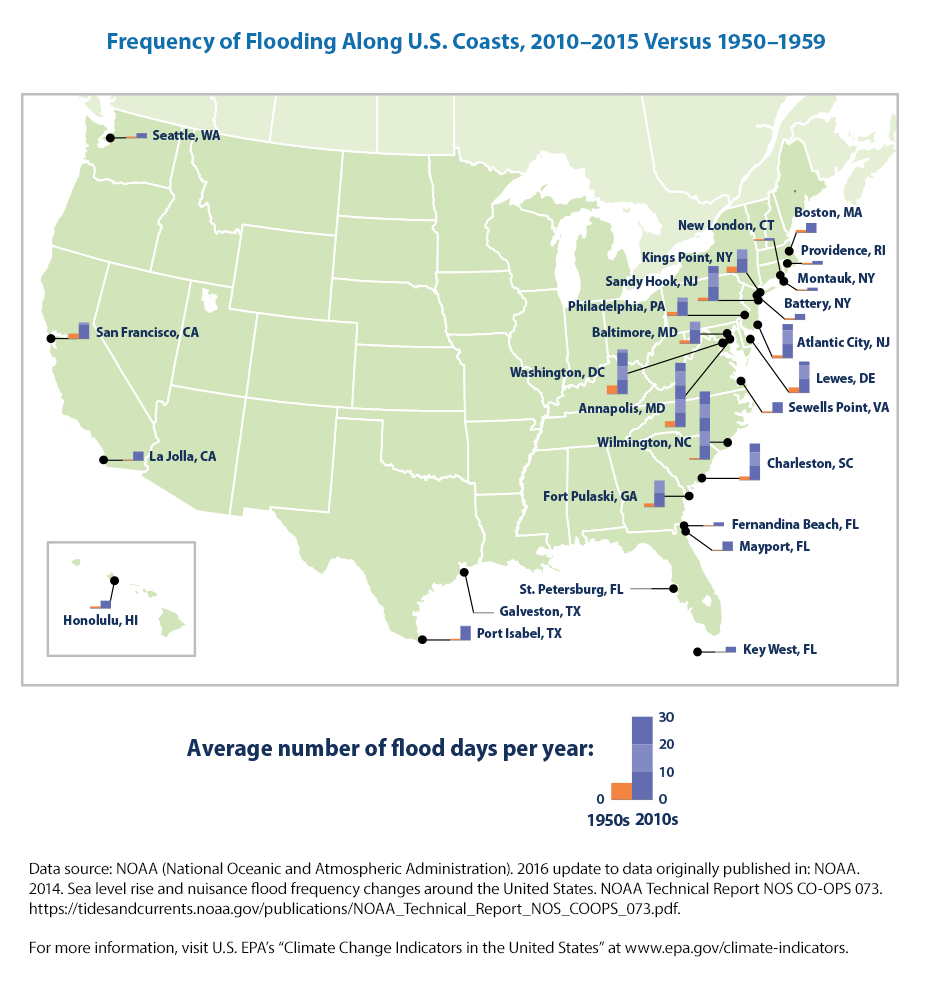 Frequency of Flooding Along U.S. Coasts, 2010–2015 Versus 1950–1959
Seattle, WA
Boston, MA
New London, CT
Providence, RI
Kings Point, NY
Montauk, NY
Sandy Hook, NJ
Battery, NY
Philadelphia, PA
San Francisco, CA
Baltimore, MD
Atlantic City, NJ
Washington, DC
Lewes, DE
Annapolis, MD
Sewells Point, VA
Wilmington, NC
La Jolla, CA
Charleston, SC
Fort Pulaski, GA
Fernandina Beach, FL
Mayport, FL
St. Petersburg, FL
Galveston, TX
Honolulu, HI
Port Isabel, TX
Key West, FL
Average number of flood days per year:
30
20
10
0
0
1950s 2010s
Data source: NOAA (National Oceanic and Atmospheric Administration). 2016 update to data originally published in: NOAA.
2014. Sea level rise and nuisance flood frequency changes around the United States. NOAA Technical Report NOS CO-OPS 073.
https://tidesandcurrents.noaa.gov/publications/NOAA_Technical_Report_NOS_COOPS_073.pdf.
For more information, visit U.S. EPA’s “Climate Change Indicators in the United States” at www.epa.gov/climate-indicators.